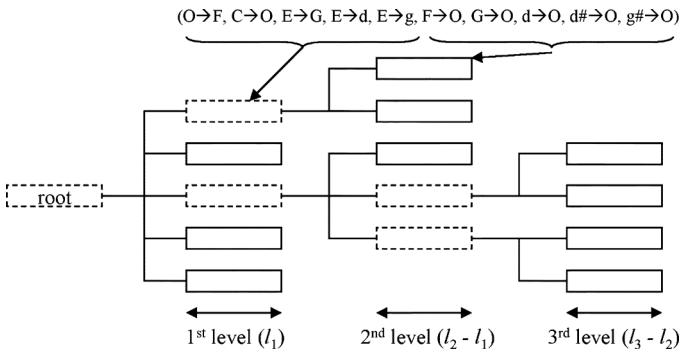 (O→F, C→O, E→G, E→d, E→g, F→O, G→O, d→O, d#→O, g#→O)
root
1st level (l1) 2nd level (l2 - l1) 3rd level (l3 - l2)